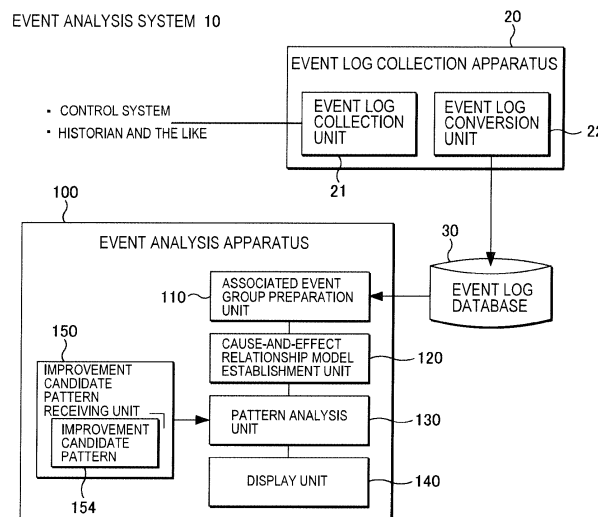 EVENT ANALYSIS SYSTEM 10
20
EVENT LOG COLLECTION APPARATUS
EVENT LOG
COLLECTION
UNIT
EVENT LOG
CONVERSION
UNIT
• CONTROL SYSTEM
• HISTORIAN AND THE LIKE
21
22
100
EVENT ANALYSIS APPARATUS
30
EVENT LOG
DATABASE
110
ASSOCIATED EVENT
GROUP PREPARATION
UNIT
CAUSE-AND-EFFECT
RELATIONSHIP MODEL
ESTABLISHMENT UNIT
120
150
IMPROVEMENT
CANDIDATE
PATTERN
RECEIVING UNIT
IMPROVEMENT
CANDIDATE
PATTERN
154
PATTERN ANALYSIS
UNIT
130
DISPLAY UNIT
140